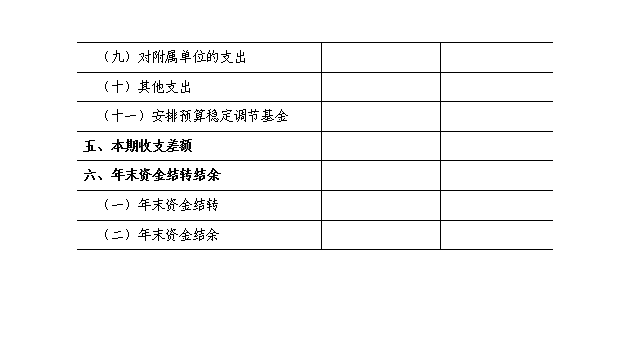 （九）对附属单位的支出
（十）其他支出
（十一）安排预算稳定调节基金
五、本期收支差额
六、年末资金结转结余
（一）年末资金结转
（二）年末资金结余